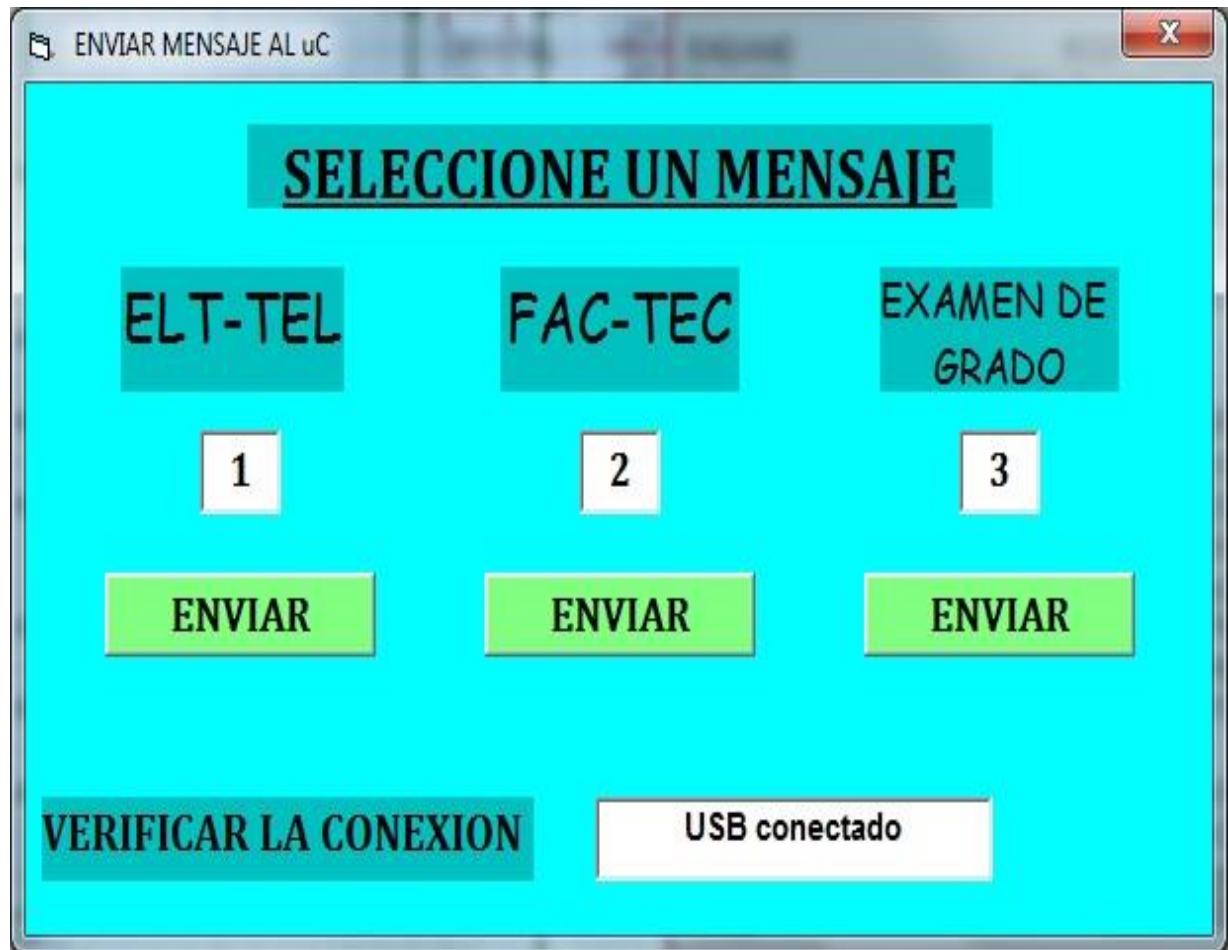 ENVIAR MENSAJE AL uC
X
SELECCIONE UN MENSAJE
ELT-TEL
FAC-TEC
EXAMEN DE
GRADO
1
2
3
ENVIAR
ENVIAR
ENVIAR
VERIFICAR LA CONEXION
USB conectado